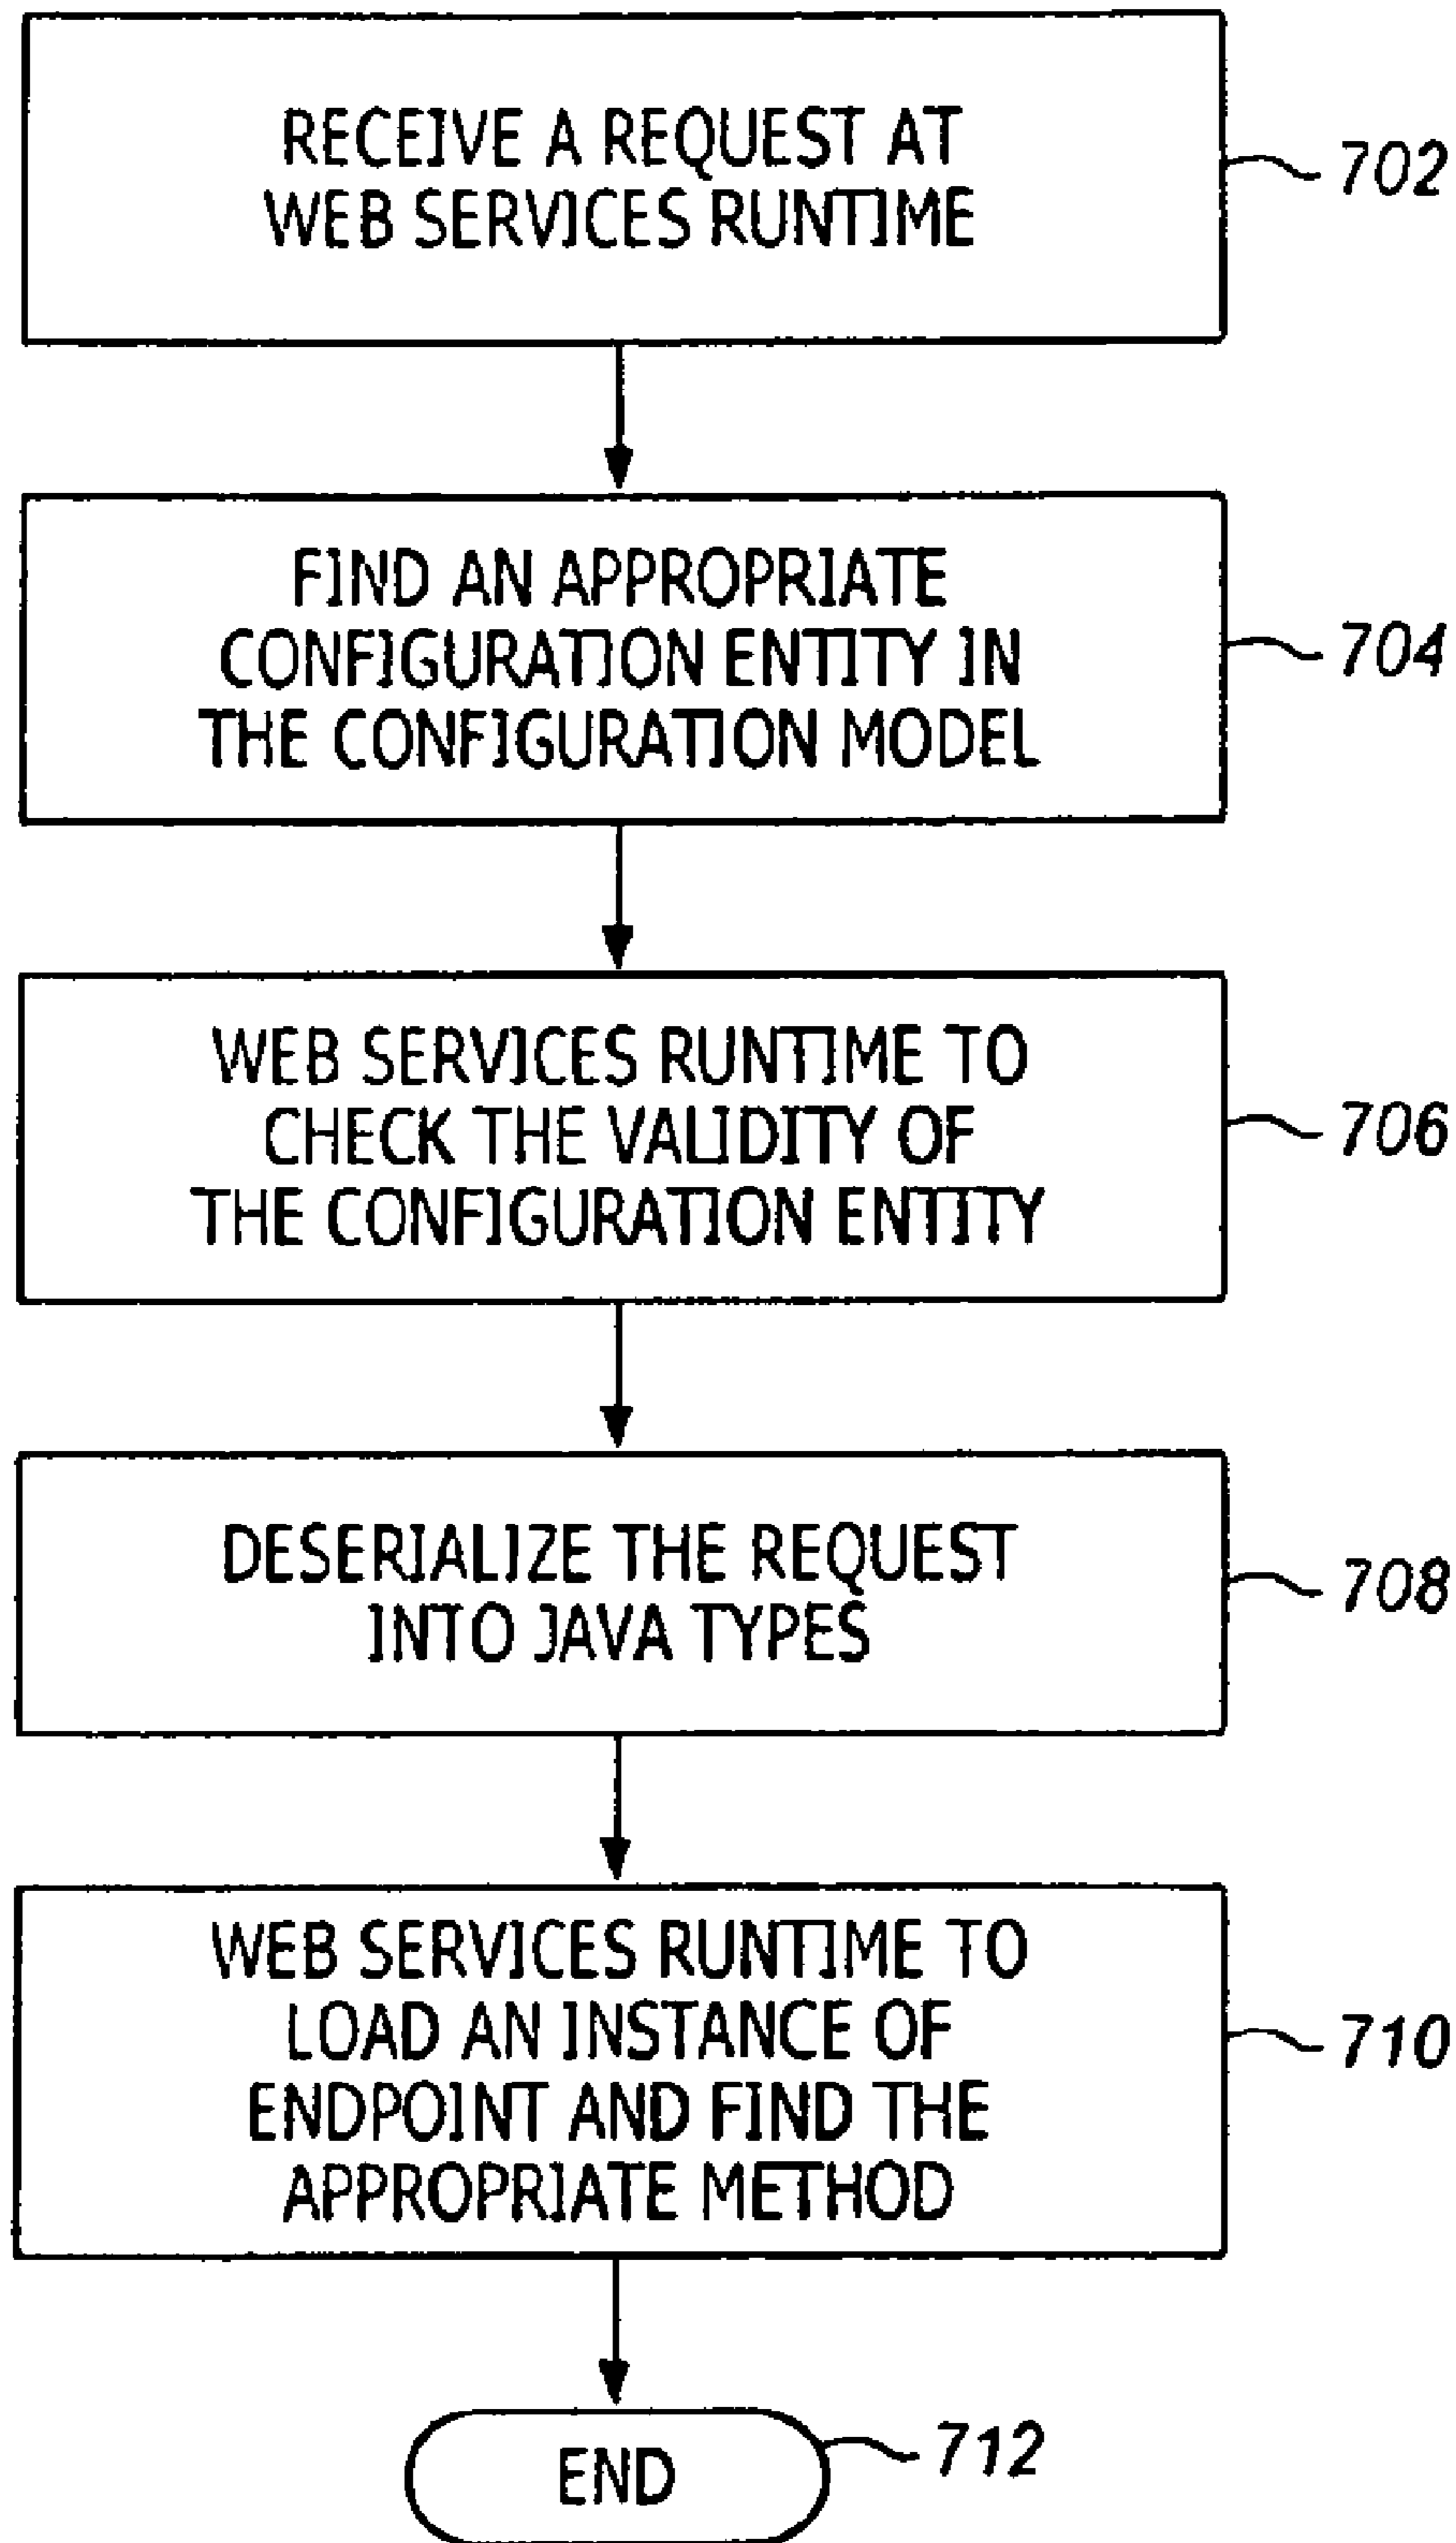 RECEIVE A REQUEST AT
WEB SERVICES RUNTIME
702
FIND AN APPROPRIATE
CONFIGURATION ENTITY IN
THE CONFIGURATION MODEL
704
WEB SERVICES RUNTIME TO
CHECK THE VALIDITY OF
THE CONFIGURATION ENTITY
706
DESERIALIZE THE REQUEST
INTO JAVA TYPES
708
WEB SERVICES RUNTIME TO
LOAD AN INSTANCE OF
ENDPOINT AND FIND THE
APPROPRIATE METHOD
710
END
712